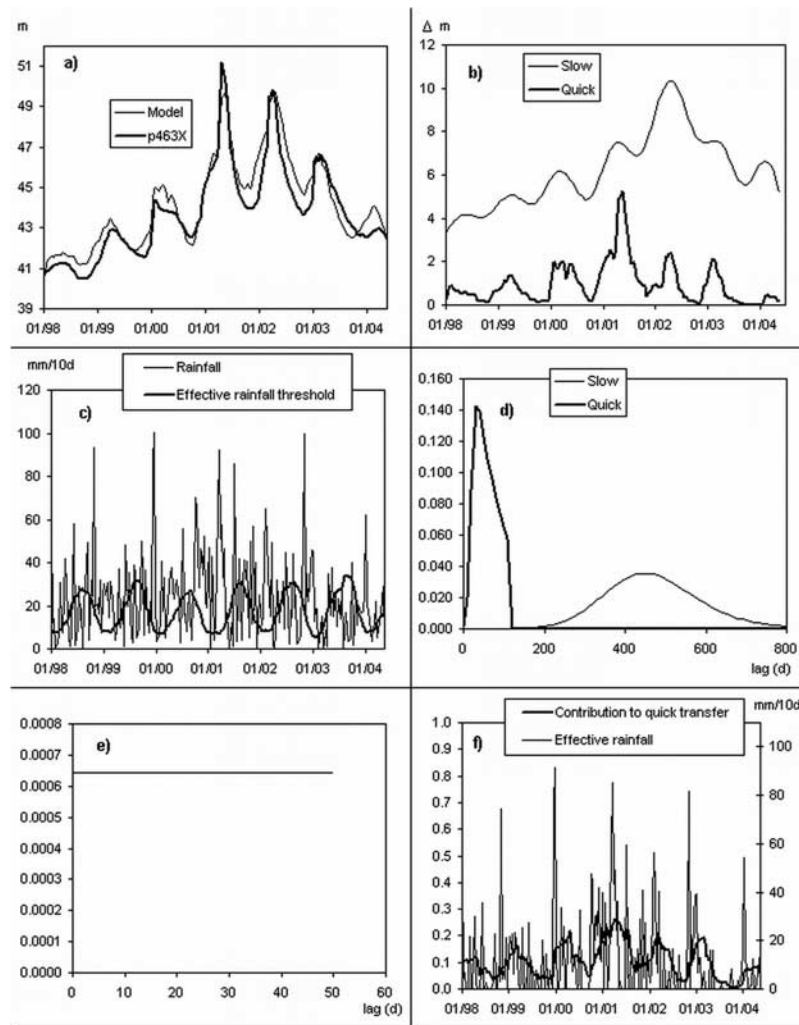 m
a)
51
49
47
45
43
41
39
Model
p463X
01/98 01/99 01/00 01/01 01/02 01/03 01/04
Δ m
b)
12
10
8
6
4
2
0
Slow
Quick
01/98 01/99 01/00 01/01 01/02 01/03 01/04
mm/10d
c)
Rainfall
Effective rainfall threshold
120
100
80
60
40
20
0
01/98 01/99 01/00 01/01 01/02 01/03 01/04
d)
Slow
Quick
0.160
0.140
0.120
0.100
0.080
0.060
0.040
0.020
0.000
0 200 400 600 800
lag (d)
e)
0.0008
0.0007
0.0006
0.0005
0.0004
0.0003
0.0002
0.0001
0.0000
0 10 20 30 40 50 60
lag (d)
f)
Contribution to quick transfer
Effective rainfall
mm/10d
1.0
0.9
0.8
0.7
0.6
0.5
0.4
0.3
0.2
0.1
0.0
100
80
60
40
20
0
01/98 01/99 01/00 01/01 01/02 01/03 01/04